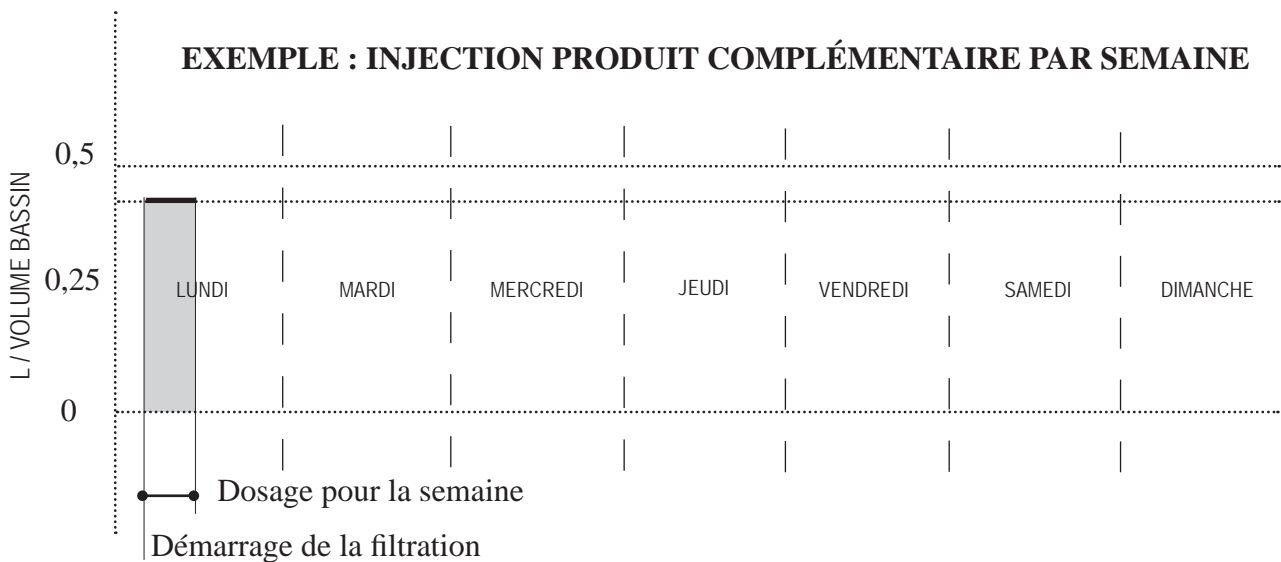 EXEMPLE : INJECTION PRODUIT COMPLÉMENTAIRE PAR SEMAINE
L / VOLUME BASSIN
0,5
0,25
0
LUNDI MARDI MERCREDI JEUDI VENDREDI SAMEDI DIMANCHE
Dosage pour la semaine
Démarrage de la filtration